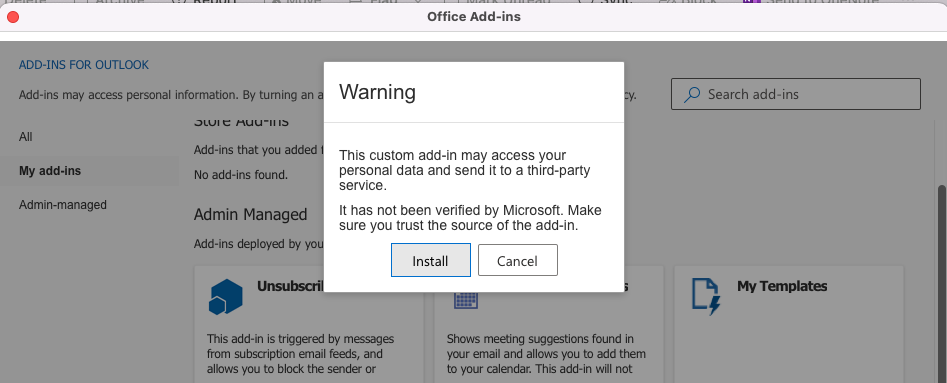 Office Add-ins
ADD-INS FOR OUTLOOK
Add-ins may access personal information. By turning an a
cy.
Search add-ins
All
My add-ins
Admin-managed
Store Add-ins
Add-ins that you added
No add-ins found.
Admin Managed
Add-ins deployed by you
Warning
This custom add-in may access your
personal data and send it to a third-party
service.
It has not been verified by Microsoft. Make
sure you trust the source of the add-in.
Install
Cancel
Unsubscri
This add-in is triggered by messages
from subscription email feeds, and
allows you to block the sender or
s
Shows meeting suggestions found in
your email and allows you to add them
to your calendar. This add-in will not
My Templates